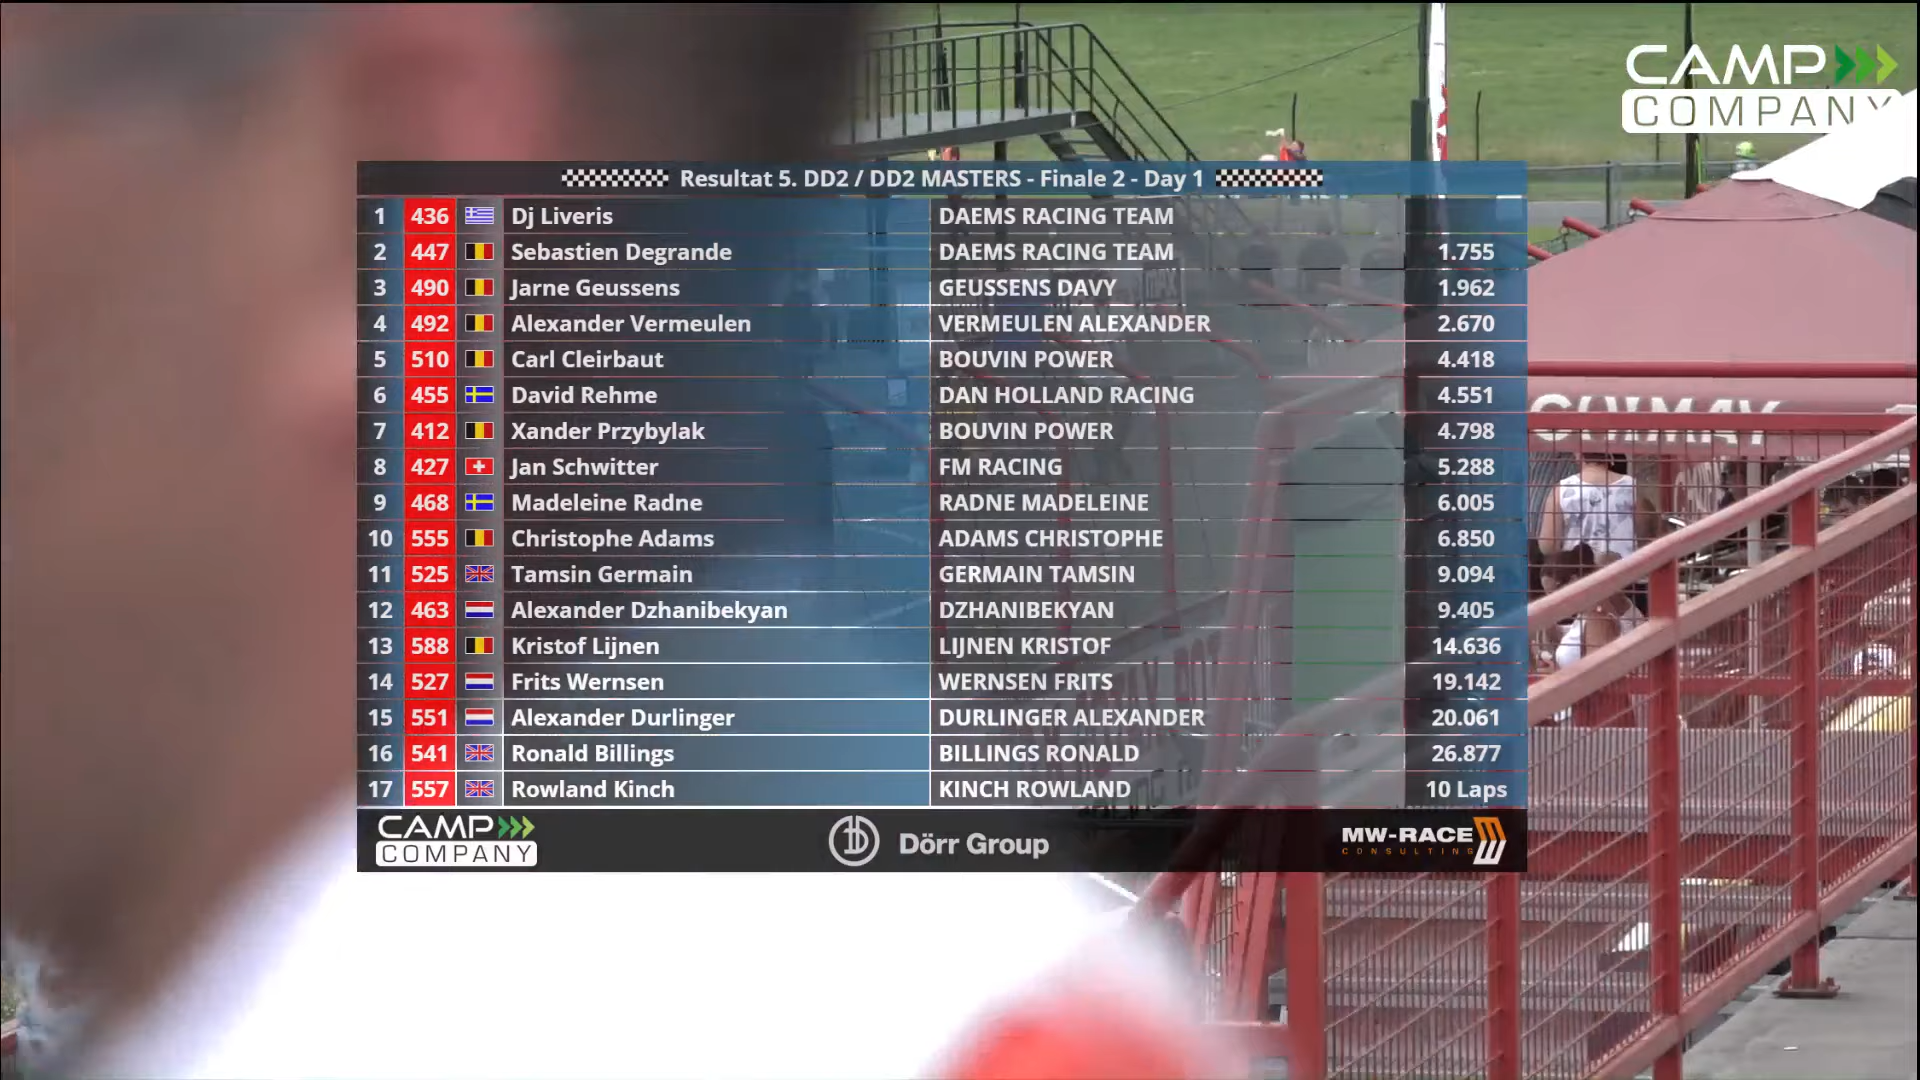 CAMP
COMPANY
Resultat 5. DD2 / DD2 MASTERS - Finale 2 - Day 1
1 436 Dj Liveris DAEMS RACING TEAM
2 447 Sebastien Degrande DAEMS RACING TEAM 1.755
3 490 Jarne Geussens GEUSSENS DAVY 1.962
4 492 Alexander Vermeulen VERMEULEN ALEXANDER 2.670
5 510 Carl Cleirbaut BOUVIN POWER 4.418
6 455 David Rehme DAN HOLLAND RACING 4.551
7 412 Xander Przybylak BOUVIN POWER 4.798
8 427 Jan Schwitter FM RACING 5.288
9 468 Madeleine Radne RADNE MADELEINE 6.005
10 555 Christophe Adams ADAMS CHRISTOPHE 6.850
11 525 Tamsin Germain GERMAIN TAMSIN 9.094
12 463 Alexander Dzhanibekyan DZHANIBEKYAN 9.405
13 588 Kristof Lijnen LIJNEN KRISTOF 14.636
14 527 Frits Wernsen WERNSEN FRITS 19.142
15 551 Alexander Durlinger DURLINGER ALEXANDER 20.061
16 541 Ronald Billings BILLINGS RONALD 26.877
17 557 Rowland Kinch KINCH ROWLAND 10 Laps
CAMP
COMPANY
Dörr Group
MW-RACE
CONSULTING